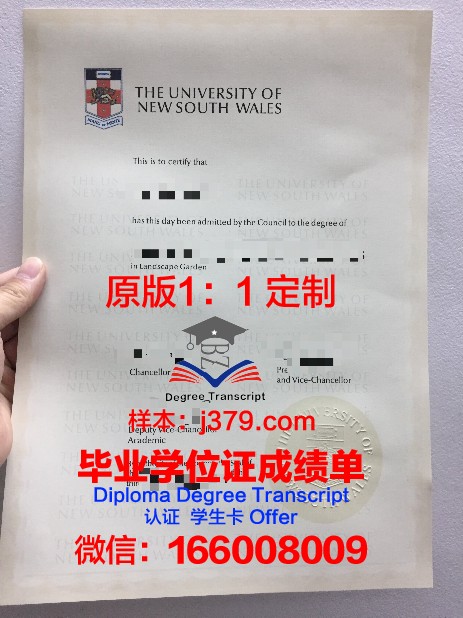 THE UNIVERSITY OF
NEW SOUTH WALES
This is to certify that
has this day been admitted by the Council to the degree of
in Landscape Garden
原版1：1 定制
BZ
Chancellor
and Vice-Chancellor
Degree_Transcript
样本:j379.com
Deputy Vice-Chancellor
Academic
毕业学位证成绩单
Diploma Degree Transcript
认证 学生卡 Offer
微信：166008009